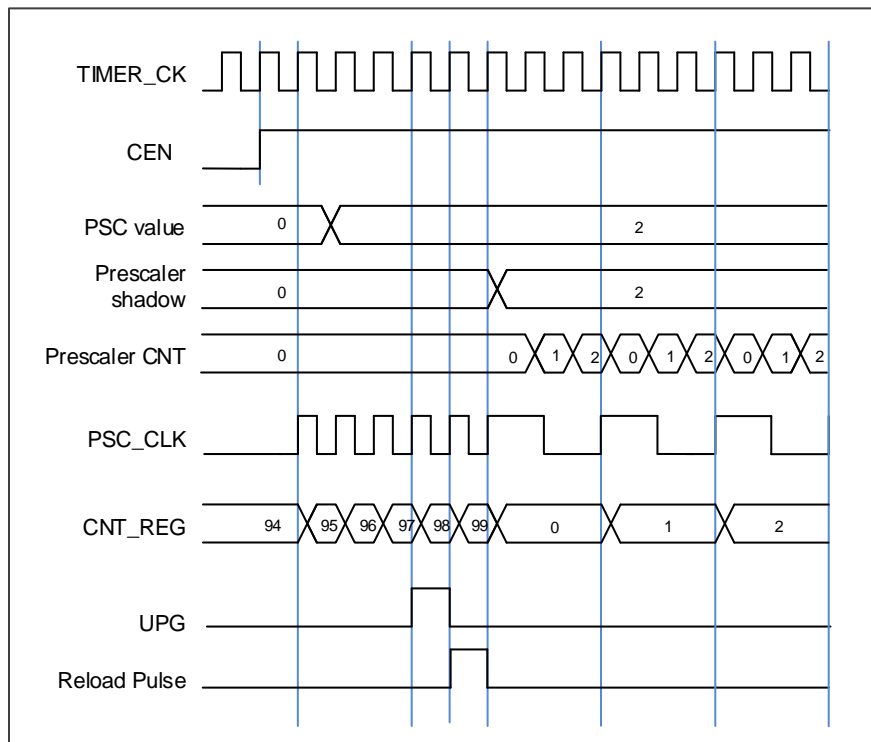 TIMER_CK
CEN
PSC value 0 2
Prescaler
shadow 0 2
Prescaler CNT 0 0 1 2 0 1 2 0 1 2
PSC_CLK
CNT_REG 94 95 96 97 98 99 0 1 2
UPG
Reload Pulse